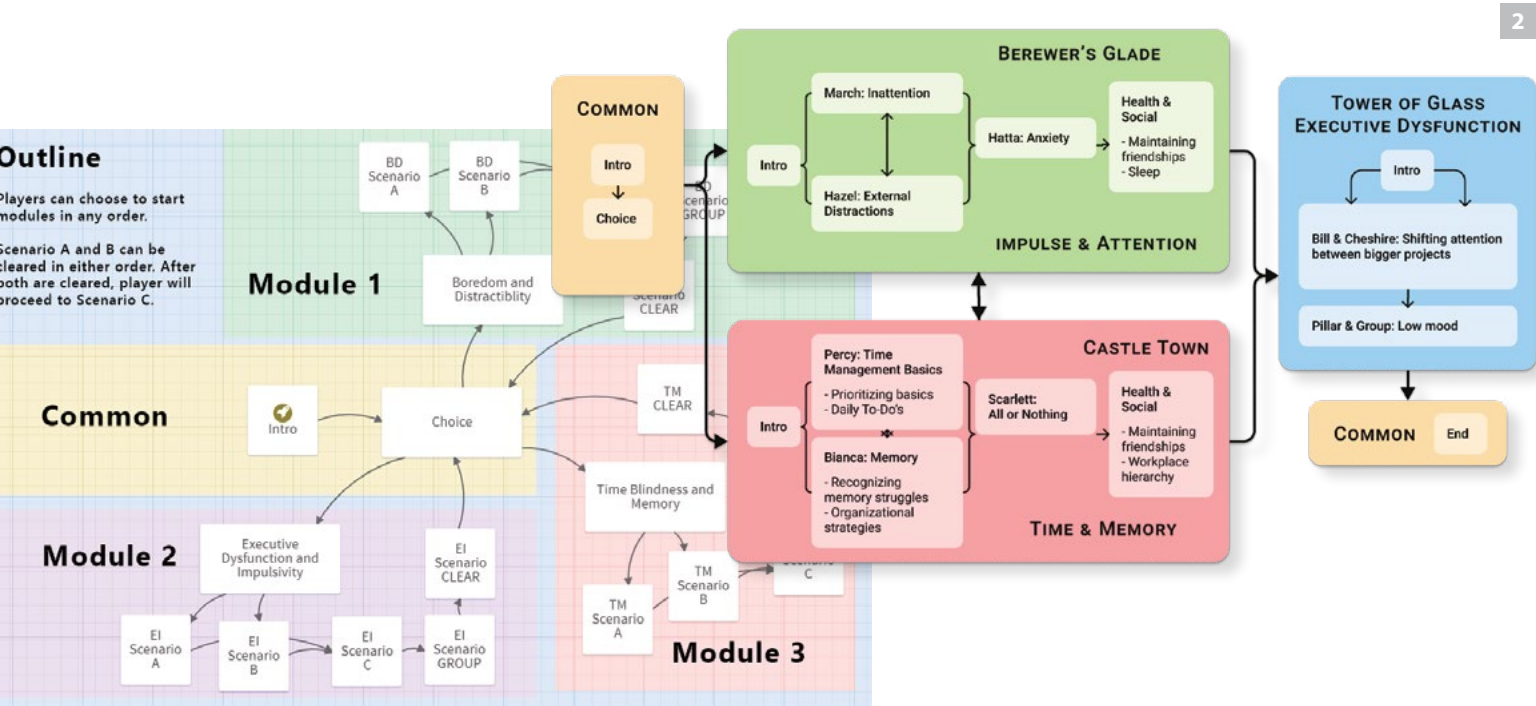 2
Outline
Players can choose to start
modules in any order.
Scenario A and B can be
cleared in either order. After
both are cleared, player will
proceed to Scenario C.
Module 1
BD
Scenario
A
BD
Scenario
B
BD
Scenario
GROUP
Boredom and
Distractiblity
Scenario
CLEAR
Common
Intro
Choice
TM
CLEAR
Module 2
Executive
Dysfunction and
Impulsivity
EI
Scenario
CLEAR
EI
Scenario
A
EI
Scenario
B
EI
Scenario
C
EI
Scenario
GROUP
Time Blindness and
Memory
TM
Scenario
A
TM
Scenario
B
Scenario
C
Module 3
COMMON
Intro
Choice
BEREWER'S GLADE
Intro
March: Inattention
Hazel: External
Distractions
Hatta: Anxiety
Health &
Social
- Maintaining
friendships
- Sleep
IMPULSE & ATTENTION
CASTLE TOWN
Intro
Percy: Time
Management Basics
- Prioritizing basics
- Daily To-Do's
Bianca: Memory
- Recognizing
memory struggles
- Organizational
strategies
Scarlett:
All or Nothing
Health &
Social
- Maintaining
friendships
- Workplace
hierarchy
TIME & MEMORY
TOWER OF GLASS
EXECUTIVE DYSFUNCTION
Intro
Bill & Cheshire: Shifting attention
between bigger projects
Pillar & Group: Low mood
COMMON
End